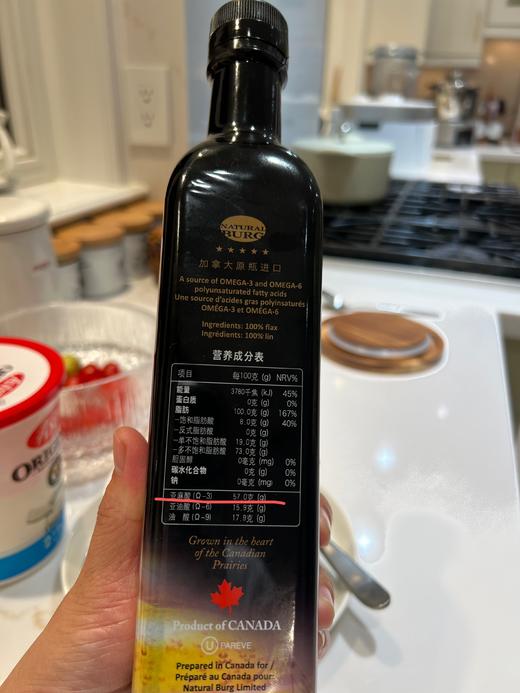 NATURAL
BURG
加拿大原瓶进口
A source of OMEGA-3 and OMEGA-6
polyunsaturated fatty acids
Une source d'acides gras polyinsaturés
OMÉGA-3 et OMÉGA-6
Ingredients: 100% flax
Ingrédients: 100% lin
营养成分表
项目 每100克 (g) NRV%
能量 3780千焦 (kJ) 45%
蛋白质 0克 (g) 0%
脂肪 100.0克 (g) 167%
-饱和脂肪酸 8.0克 (g) 40%
-反式脂肪酸 0克 (g)
-单不饱和脂肪酸 19.0克 (g)
-多不饱和脂肪酸 73.0克 (g)
胆固醇 0毫克 (mg) 0%
碳水化合物 0克 (g) 0%
钠 0毫克 (mg) 0%
亚麻酸 (Ω-3) 57.0克 (g)
亚油酸 (Ω-6) 15.9克 (g)
油 酸 (Ω-9) 17.9克 (g)
Grown in the heart
of the Canadian
Prairies
Product of CANADA
U PAREVE
Prepared in Canada for /
Préparé au Canada pour:
Natural Burg Limited